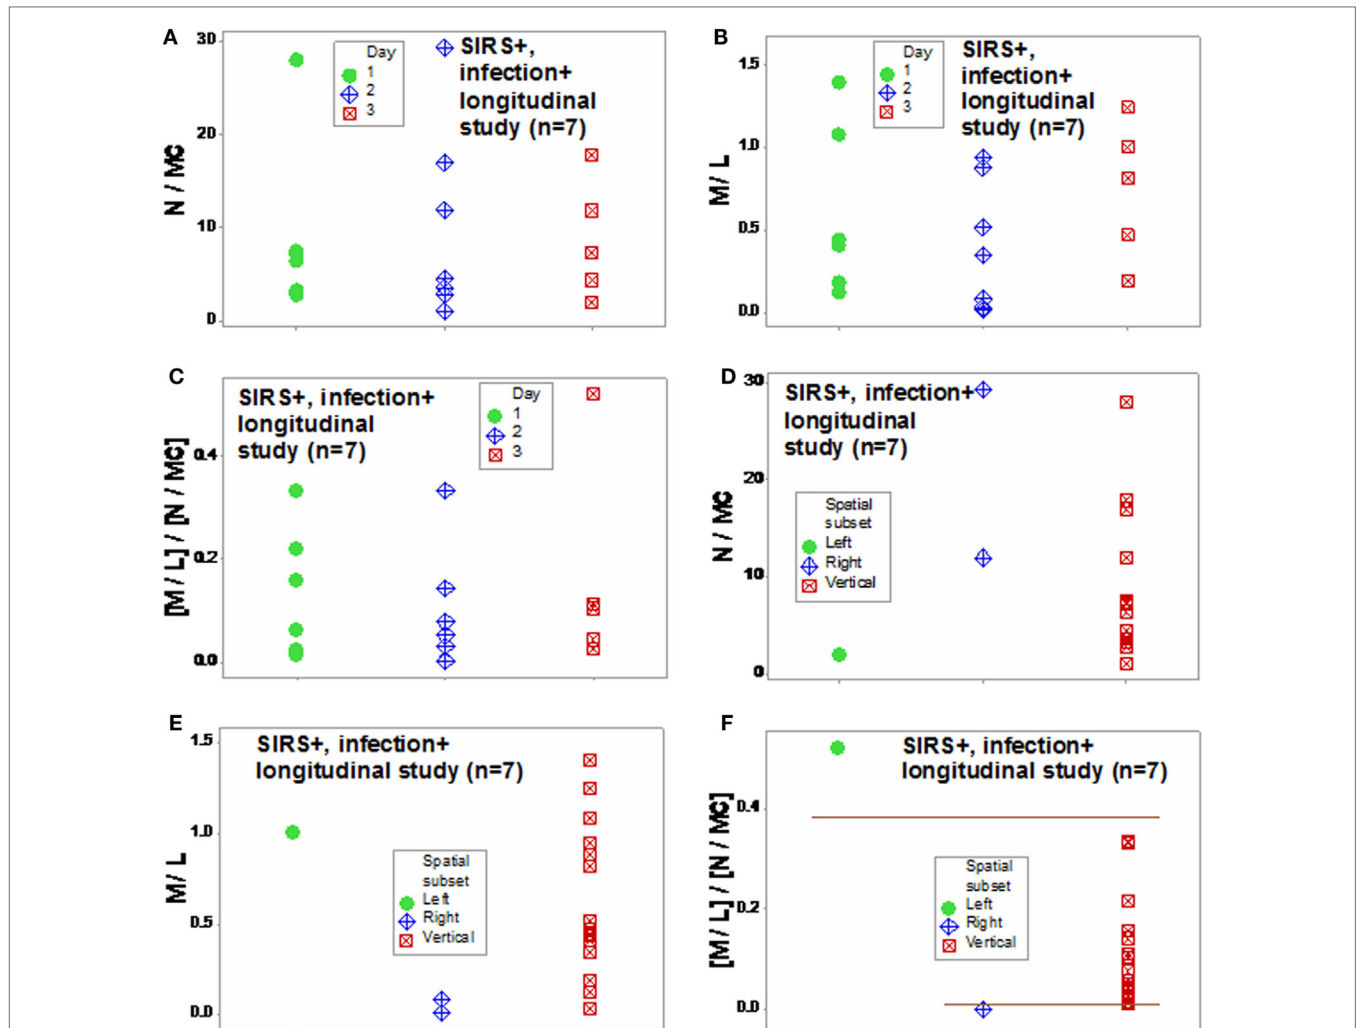 A
30
20
10
0
N / MC
Day
1
2
3
SIRS+,
infection+
longitudinal
study (n=7)
B
1.5
1.0
0.5
0.0
M / L
Day
1
2
3
SIRS+,
infection+
longitudinal
study (n=7)
C
0.4
0.2
0.0
[M / L] / [N / MC]
SIRS+, infection+
longitudinal
study (n=7)
Day
1
2
3
D
30
20
10
0
N / MC
SIRS+, infection+
longitudinal
study (n=7)
Spatial
subset
Left
Right
Vertical
E
1.5
1.0
0.5
0.0
M / L
SIRS+, infection+
longitudinal study (n=7)
Spatial
subset
Left
Right
Vertical
F
0.4
0.2
0.0
[M / L] / [N / MC]
SIRS+, infection+
longitudinal study (n=7)
Spatial
subset
Left
Right
Vertical